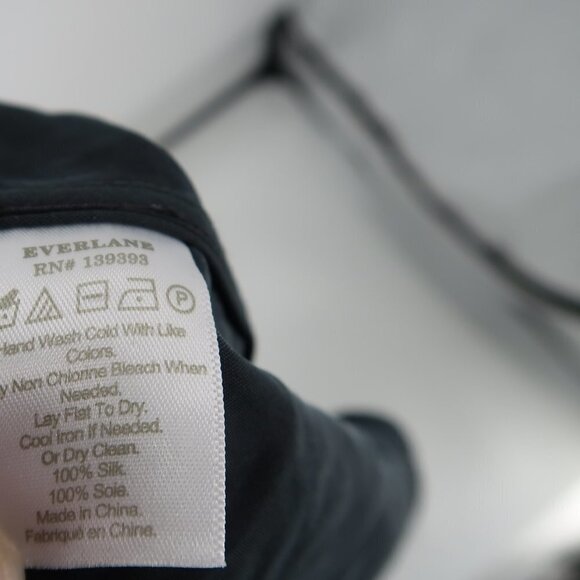 EVERLANE
RN# 139393
P
Hand Wash Cold With Like
Colors.
y Non Chlorine Bleach When
Needed.
Lay Flat To Dry.
Cool Iron If Needed.
Or Dry Clean.
100% Silk.
100% Soie.
Made in China.
Fabriqué en Chine.